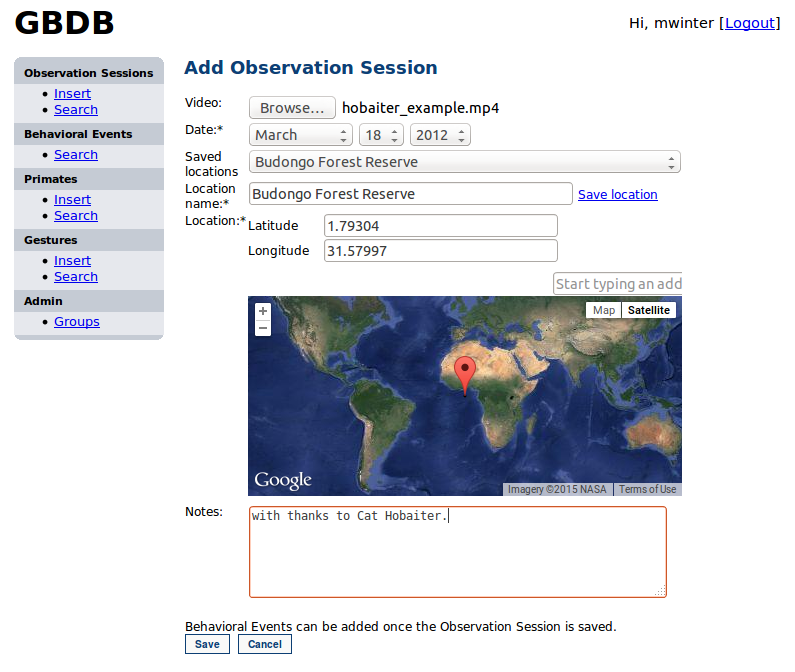 GBDB
Hi, mwinter [Logout]
Observation Sessions
Insert
Search
Behavioral Events
Search
Primates
Insert
Search
Gestures
Insert
Search
Admin
Groups
Add Observation Session
Video: Browse... hobaiter_example.mp4
Date:* March 18 2012
Saved locations Budongo Forest Reserve
Location name:* Budongo Forest Reserve Save location
Location:* Latitude 1.79304
Longitude 31.57997
Start typing an add
+
−
Map Satellite
Google
Imagery ©2015 NASA Terms of Use
Notes: with thanks to Cat Hobaiter.
Behavioral Events can be added once the Observation Session is saved.
Save Cancel